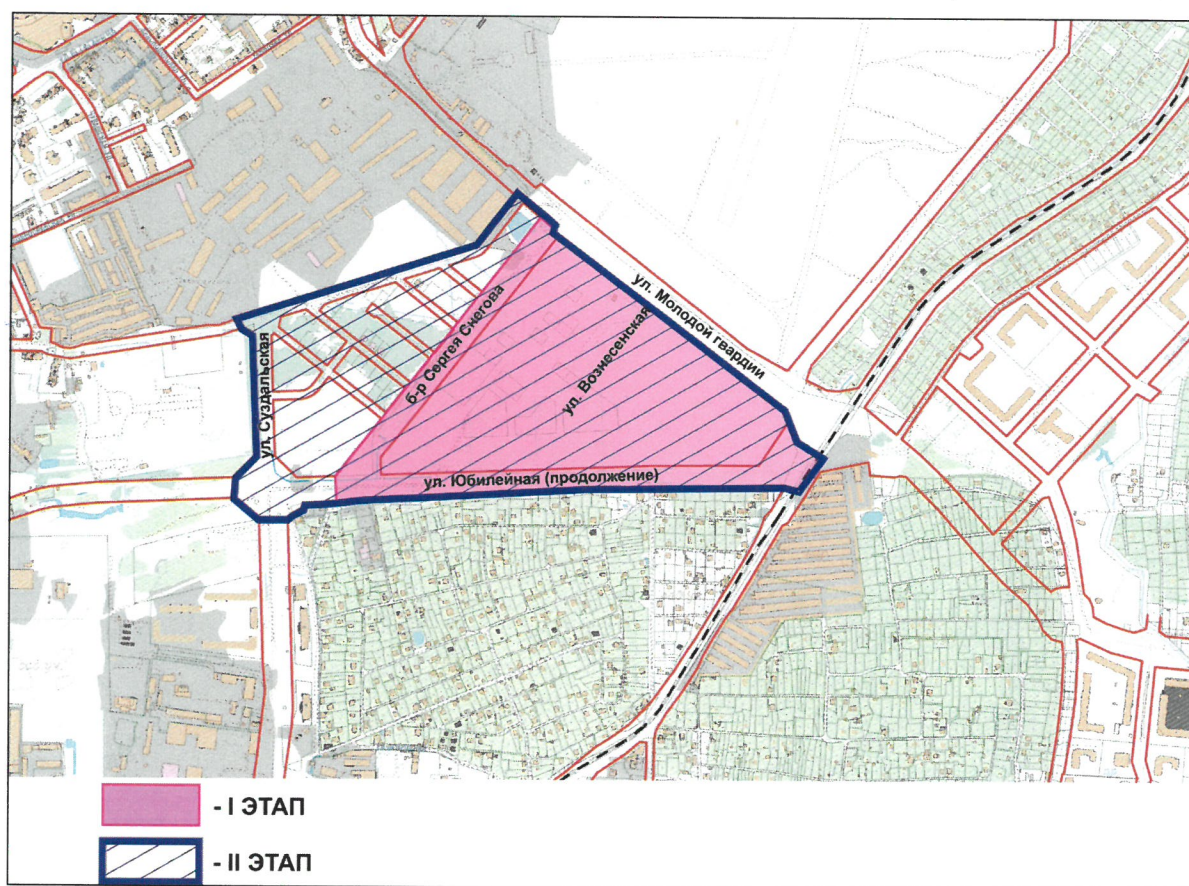 ул. Молодой гвардии
б-р Сергея Снегова
ул. Вознесенская
ул. Суздальская
ул. Юбилейная (продолжение)
- I ЭТАП
- II ЭТАП